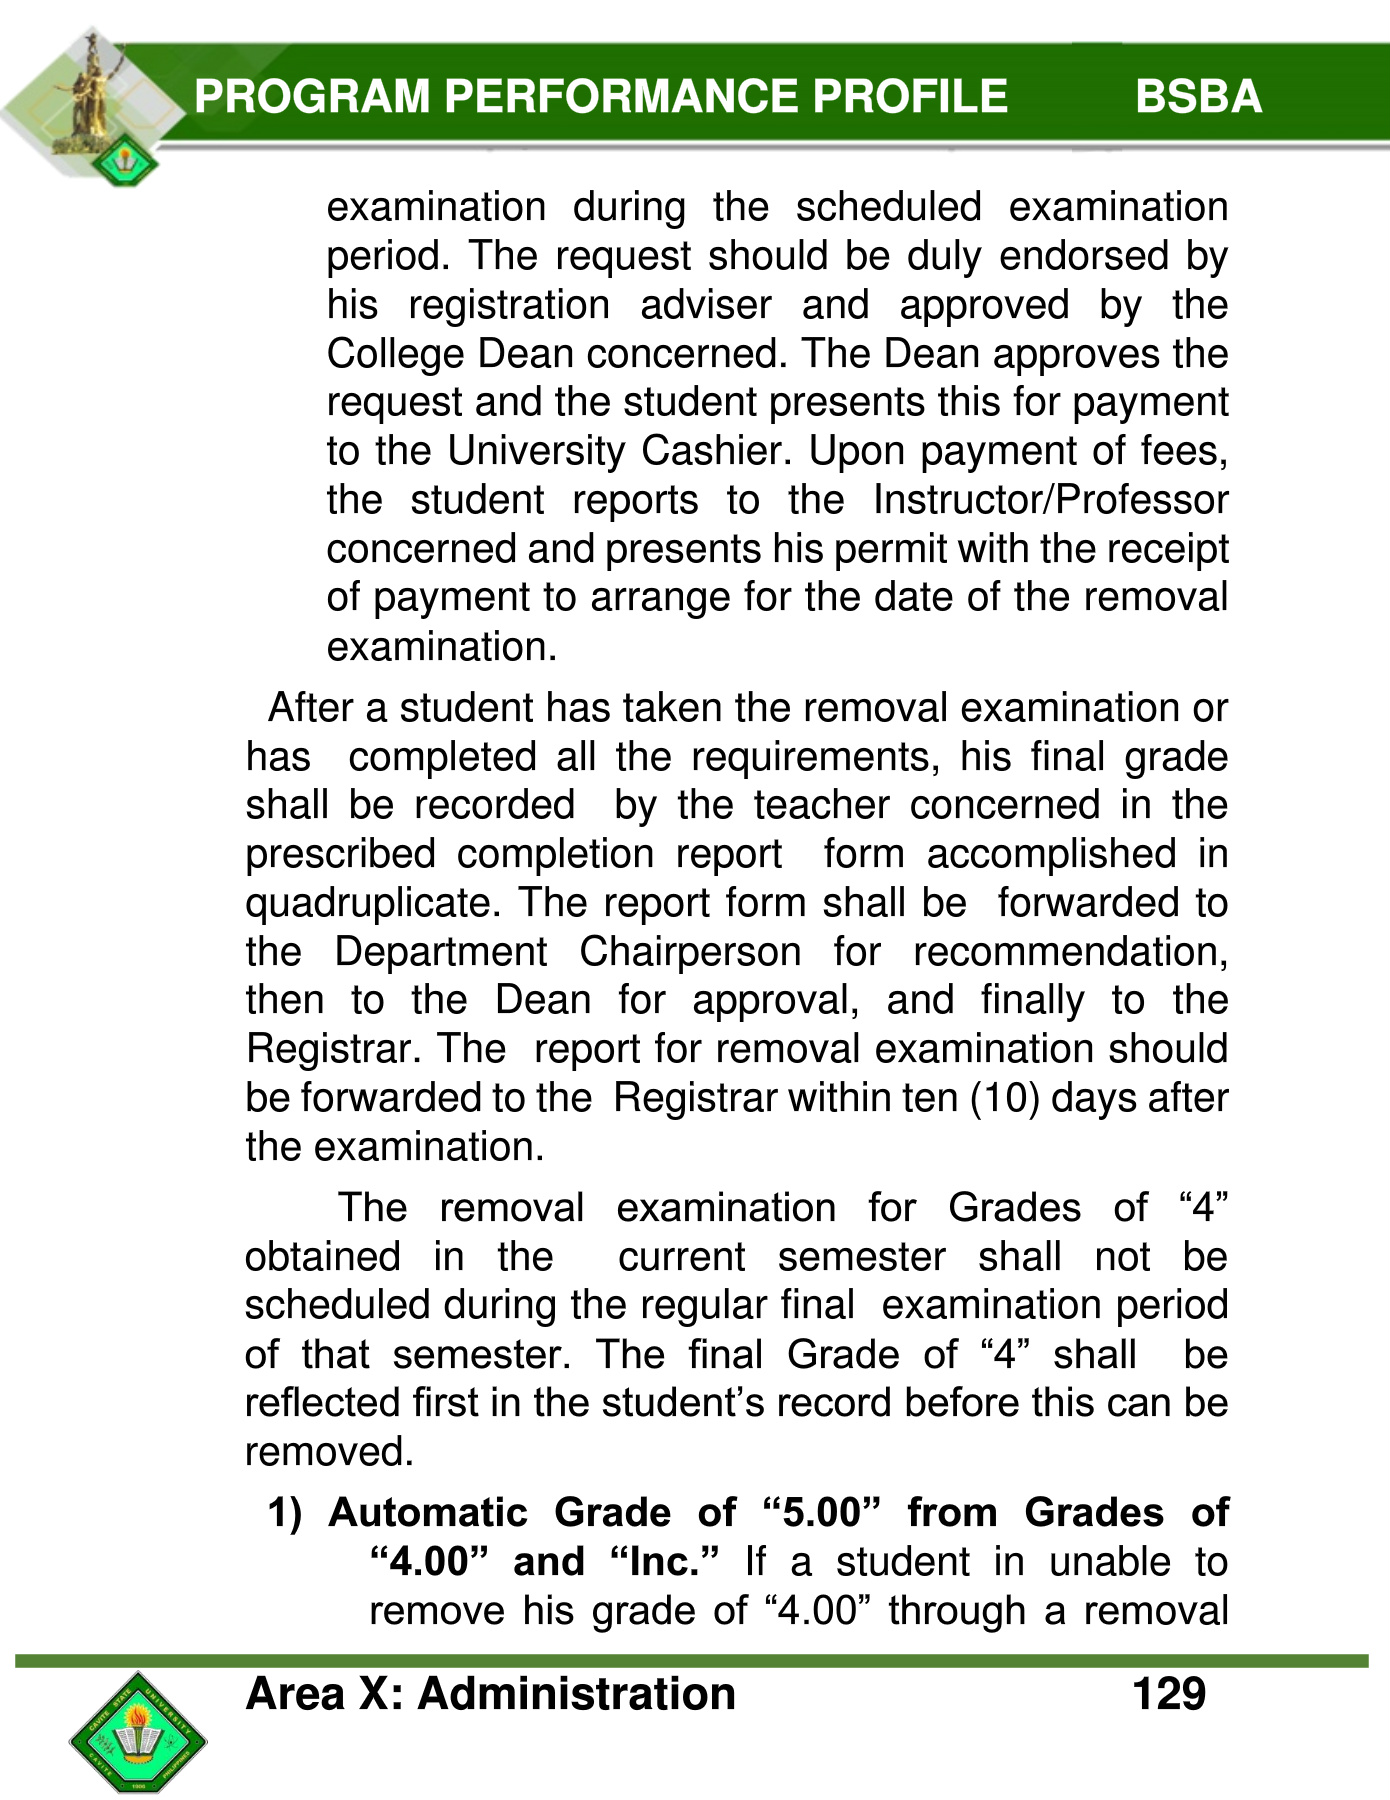 PROGRAM PERFORMANCE PROFILE BSBA
examination during the scheduled examination
period. The request should be duly endorsed by
his registration adviser and approved by the
College Dean concerned. The Dean approves the
request and the student presents this for payment
to the University Cashier. Upon payment of fees,
the student reports to the Instructor/Professor
concerned and presents his permit with the receipt
of payment to arrange for the date of the removal
examination.
After a student has taken the removal examination or
has completed all the requirements, his final grade
shall be recorded by the teacher concerned in the
prescribed completion report form accomplished in
quadruplicate. The report form shall be forwarded to
the Department Chairperson for recommendation,
then to the Dean for approval, and finally to the
Registrar. The report for removal examination should
be forwarded to the Registrar within ten (10) days after
the examination.
The removal examination for Grades of “4”
obtained in the current semester shall not be
scheduled during the regular final examination period
of that semester. The final Grade of “4” shall be
reflected first in the student’s record before this can be
removed.
1) Automatic Grade of “5.00” from Grades of
“4.00” and “Inc.” If a student in unable to
remove his grade of “4.00” through a removal
Area X: Administration 129
CAVITE STATE UNIVERSITY
CAVITE PHILIPPINES
1906